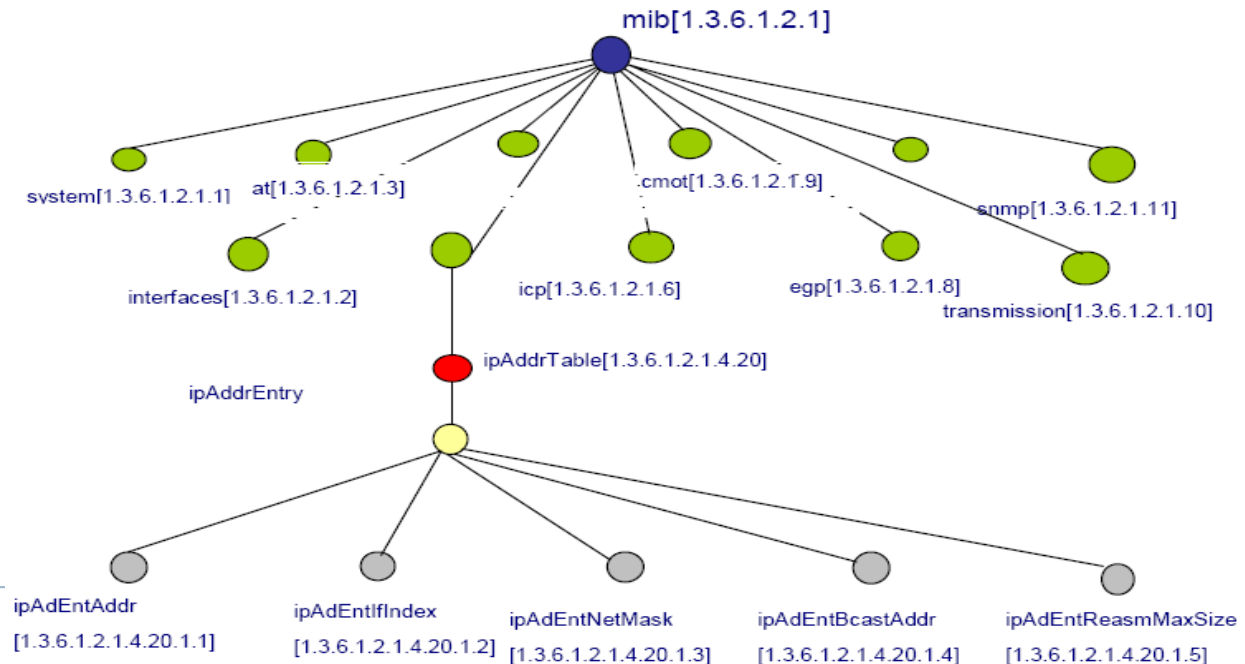 mib[1.3.6.1.2.1]
system[1.3.6.1.2.1.1]
at[1.3.6.1.2.1.3]
cmot[1.3.6.1.2.1.9]
snmp[1.3.6.1.2.1.11]
interfaces[1.3.6.1.2.1.2]
icp[1.3.6.1.2.1.6]
egp[1.3.6.1.2.1.8]
transmission[1.3.6.1.2.1.10]
ipAddrTable[1.3.6.1.2.1.4.20]
ipAddrEntry
ipAdEntAddr
[1.3.6.1.2.1.4.20.1.1]
ipAdEntIfIndex
[1.3.6.1.2.1.4.20.1.2]
ipAdEntNetMask
[1.3.6.1.2.1.4.20.1.3]
ipAdEntBcastAddr
[1.3.6.1.2.1.4.20.1.4]
ipAdEntReasmMaxSize
[1.3.6.1.2.1.4.20.1.5]